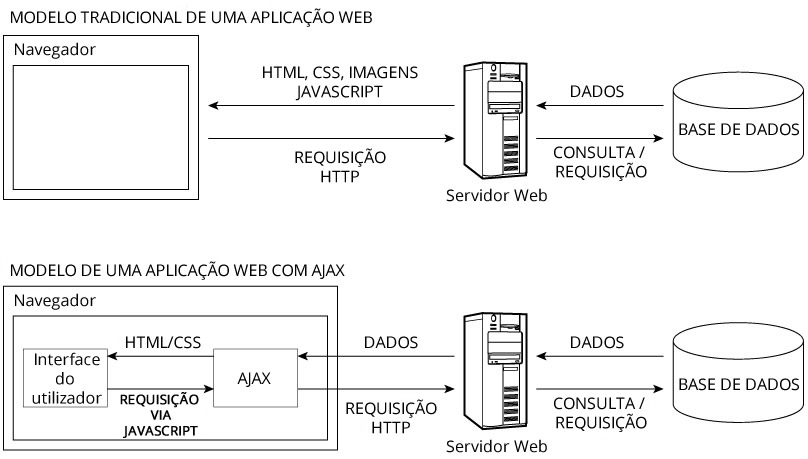 MODELO TRADICIONAL DE UMA APLICAÇÃO WEB
Navegador
HTML, CSS, IMAGENS
JAVASCRIPT
REQUISIÇÃO
HTTP
Servidor Web
DADOS
CONSULTA /
REQUISIÇÃO
BASE DE DADOS
MODELO DE UMA APLICAÇÃO WEB COM AJAX
Navegador
Interface
do
utilizador
HTML/CSS
REQUISIÇÃO
VIA
JAVASCRIPT
AJAX
DADOS
REQUISIÇÃO
HTTP
Servidor Web
DADOS
CONSULTA /
REQUISIÇÃO
BASE DE DADOS